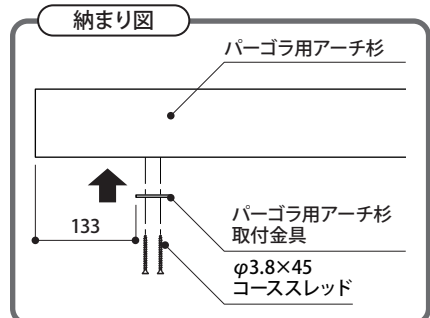 納まり図
パーゴラ用アーチ杉
133
パーゴラ用アーチ杉
取付金具
φ3.8×45
コーススレッド